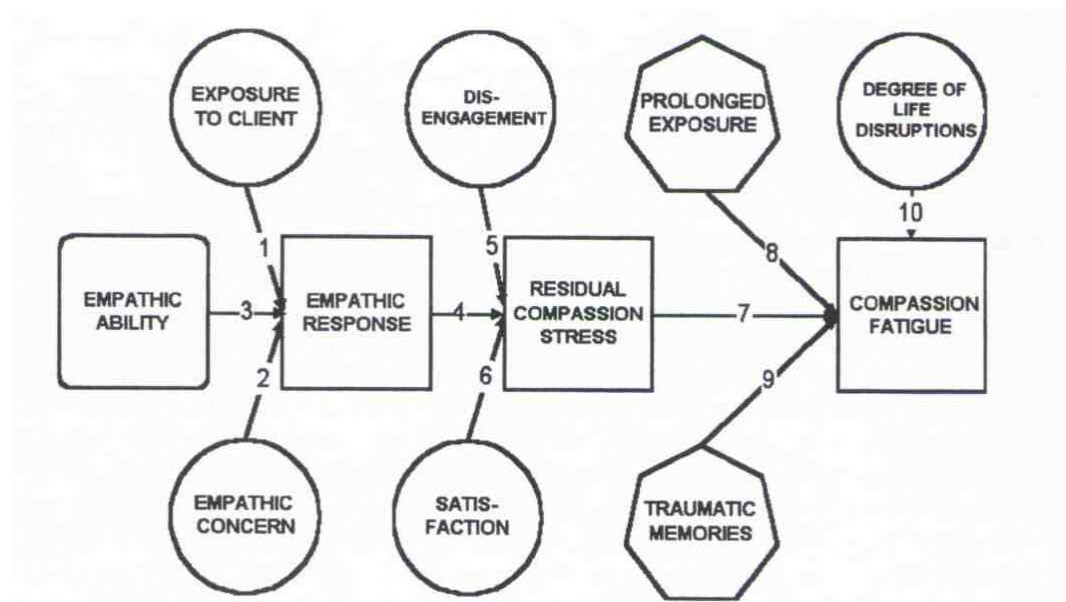 EXPOSURE
TO CLIENT
DIS-
ENGAGEMENT
PROLONGED
EXPOSURE
DEGREE OF
LIFE
DISRUPTIONS
1
5
8
10
EMPATHIC
ABILITY
3
EMPATHIC
RESPONSE
4
RESIDUAL
COMPASSION
STRESS
7
COMPASSION
FATIGUE
2
6
9
EMPATHIC
CONCERN
SATIS-
FACTION
TRAUMATIC
MEMORIES